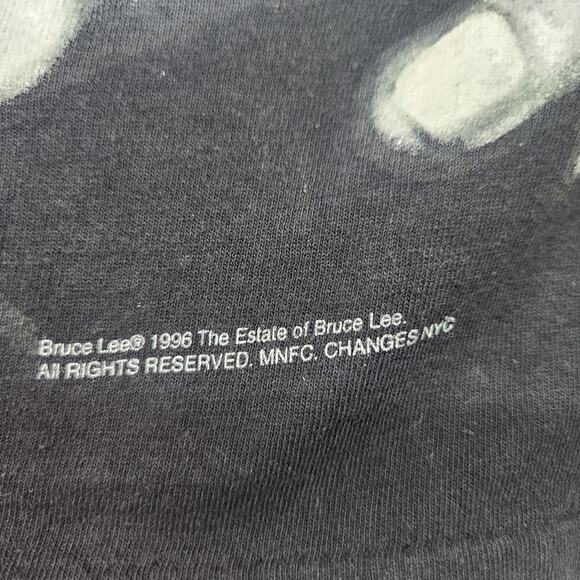 Bruce Lee® 1996 The Estate of Bruce Lee.
All RIGHTS RESERVED. MNFC. CHANGES NYC